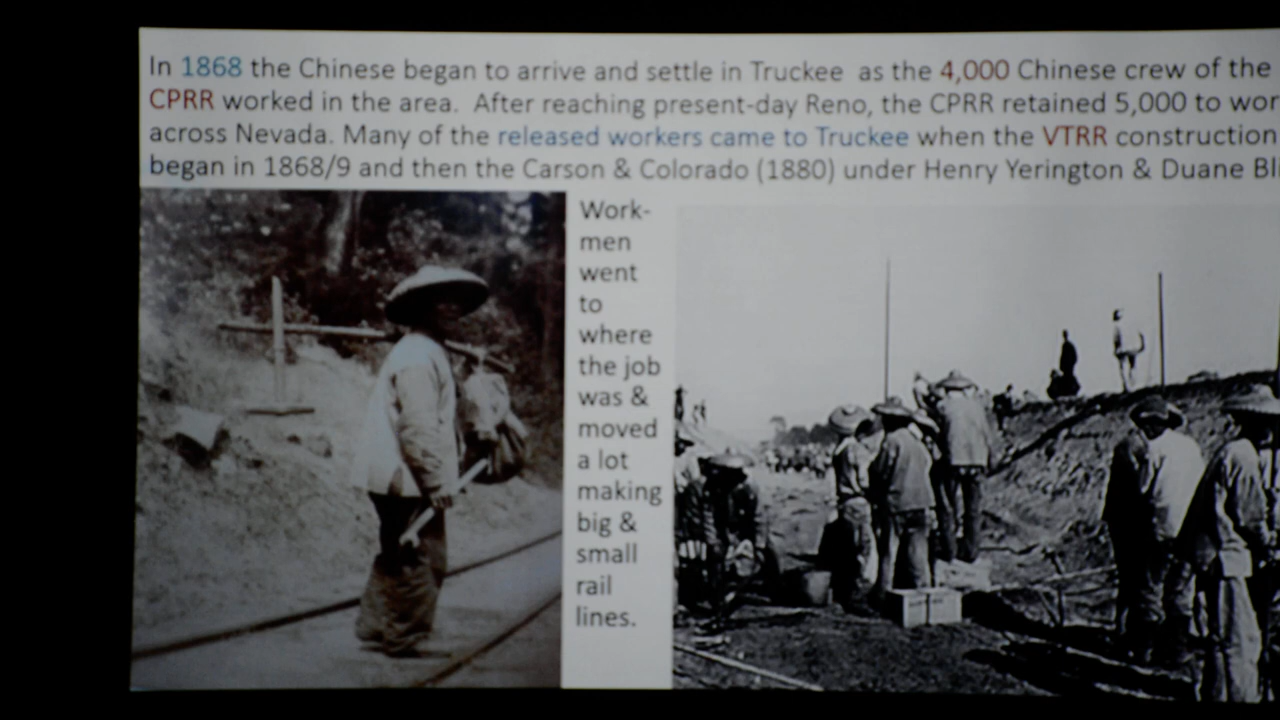 In 1868 the Chinese began to arrive and settle in Truckee as the 4,000 Chinese crew of the
CPRR worked in the area. After reaching present-day Reno, the CPRR retained 5,000 to
across Nevada. Many of the released workers came to Truckee when the VTRR construction
began in 1868/9 and then the Carson & Colorado (1880) under Henry Yerington & Duane
Work-
men
went
to
where
the job
was &
moved
a lot
making
big &
small
rail
lines.